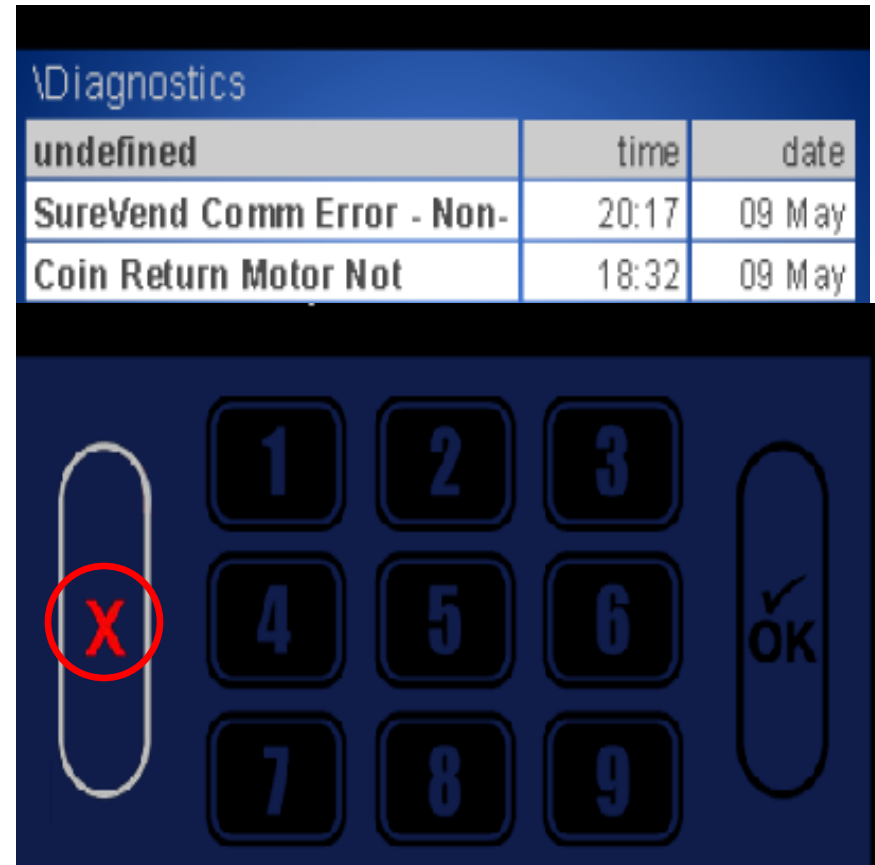 \Diagnostics
undefined time date
SureVend Comm Error - Non- 20:17 09 May
Coin Return Motor Not 18:32 09 May
1 2 3
X 4 5 6 OK
7 8 9